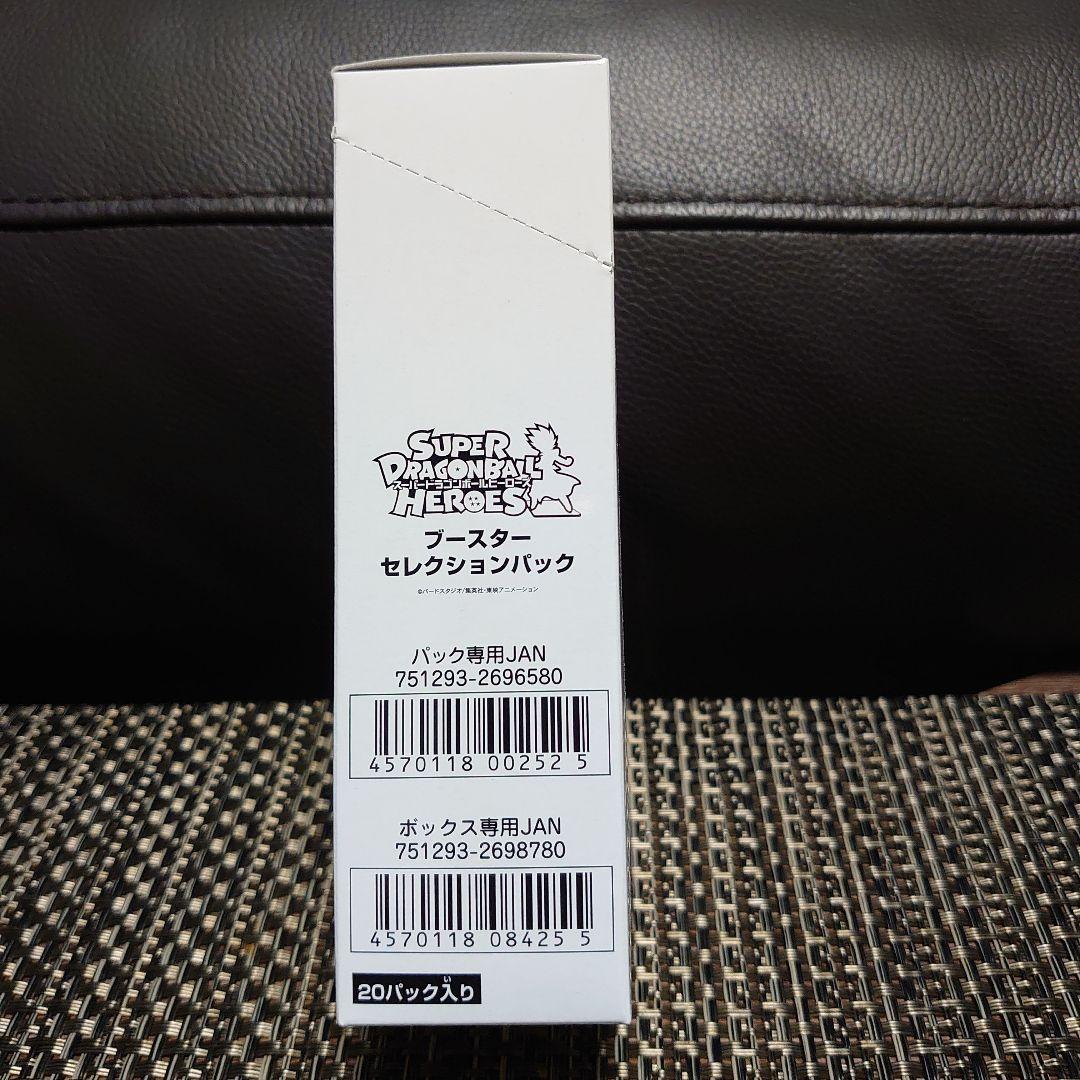 SUPER
DRAGONBALL
スーパードラゴンボールヒーローズ
HEROES
ブースター
セレクションパック
©バードスタジオ/集英社・東映アニメーション
パック専用JAN
751293-2696580
4570118 00252 5
ボックス専用JAN
751293-2698780
4570118 08425 5
い
20パック入り